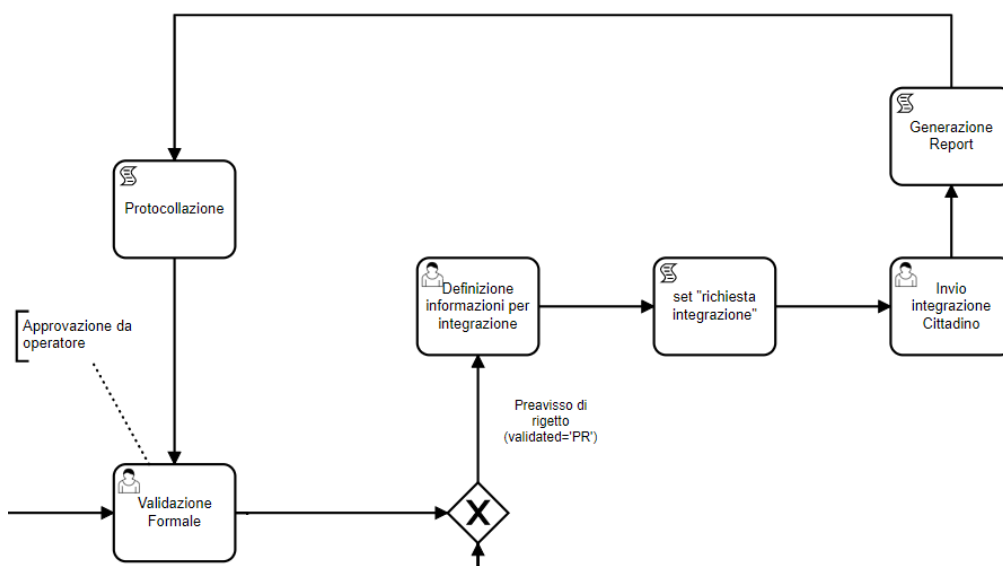 Generazione
Report
Protocollazione
Definizione
informazioni per
integrazione
set "richiesta
integrazione"
Invio
integrazione
Cittadino
Approvazione da
operatore
Preavviso di
rigetto
(validated='PR')
Validazione
Formale
X